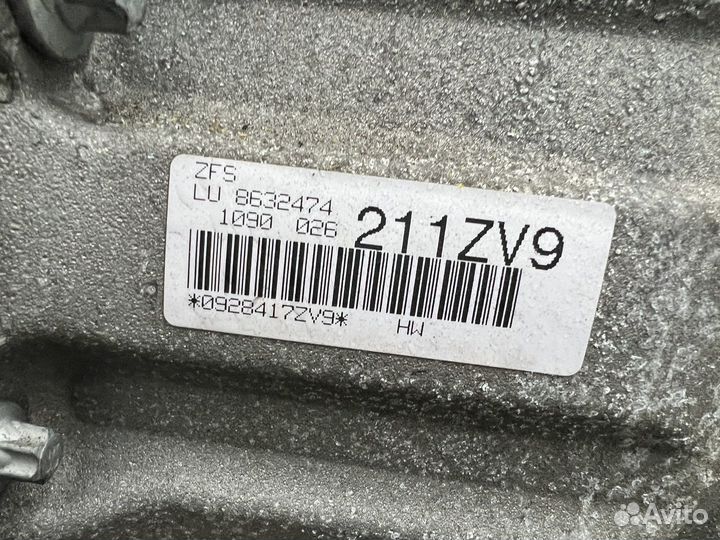 ZFS
LU 8632474
1090 026 211ZV9
*0928417ZV9* HW
Avito